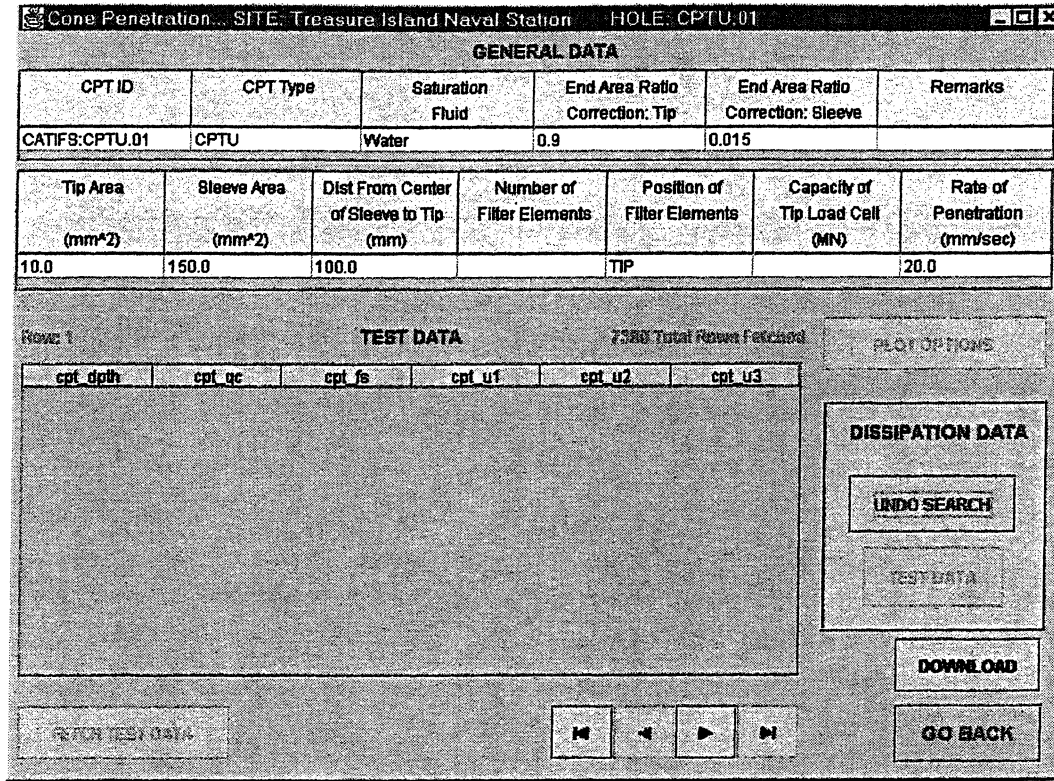 Cone Penetration... SITE: Treasure Island Naval Station HOLE: CPTU.01
GENERAL DATA
CPT ID CPT Type Saturation Fluid End Area Ratio Correction: Tip End Area Ratio Correction: Sleeve Remarks
CATIFS:CPTU.01 CPTU Water 0.9 0.015
Tip Area (mm^2) Sleeve Area (mm^2) Dist From Center of Sleeve to Tip (mm) Number of Filter Elements Position of Filter Elements Capacity of Tip Load Cell (MN) Rate of Penetration (mm/sec)
10.0 150.0 100.0 TIP 20.0
Row: 1 TEST DATA 7380 Total Rows Fetched
PLOT OPTIONS
cpt_dpth cpt_qc cpt_fs cpt_u1 cpt_u2 cpt_u3
DISSIPATION DATA
UNDO SEARCH
TEST DATA
DOWNLOAD
FETCH TEST DATA
GO BACK